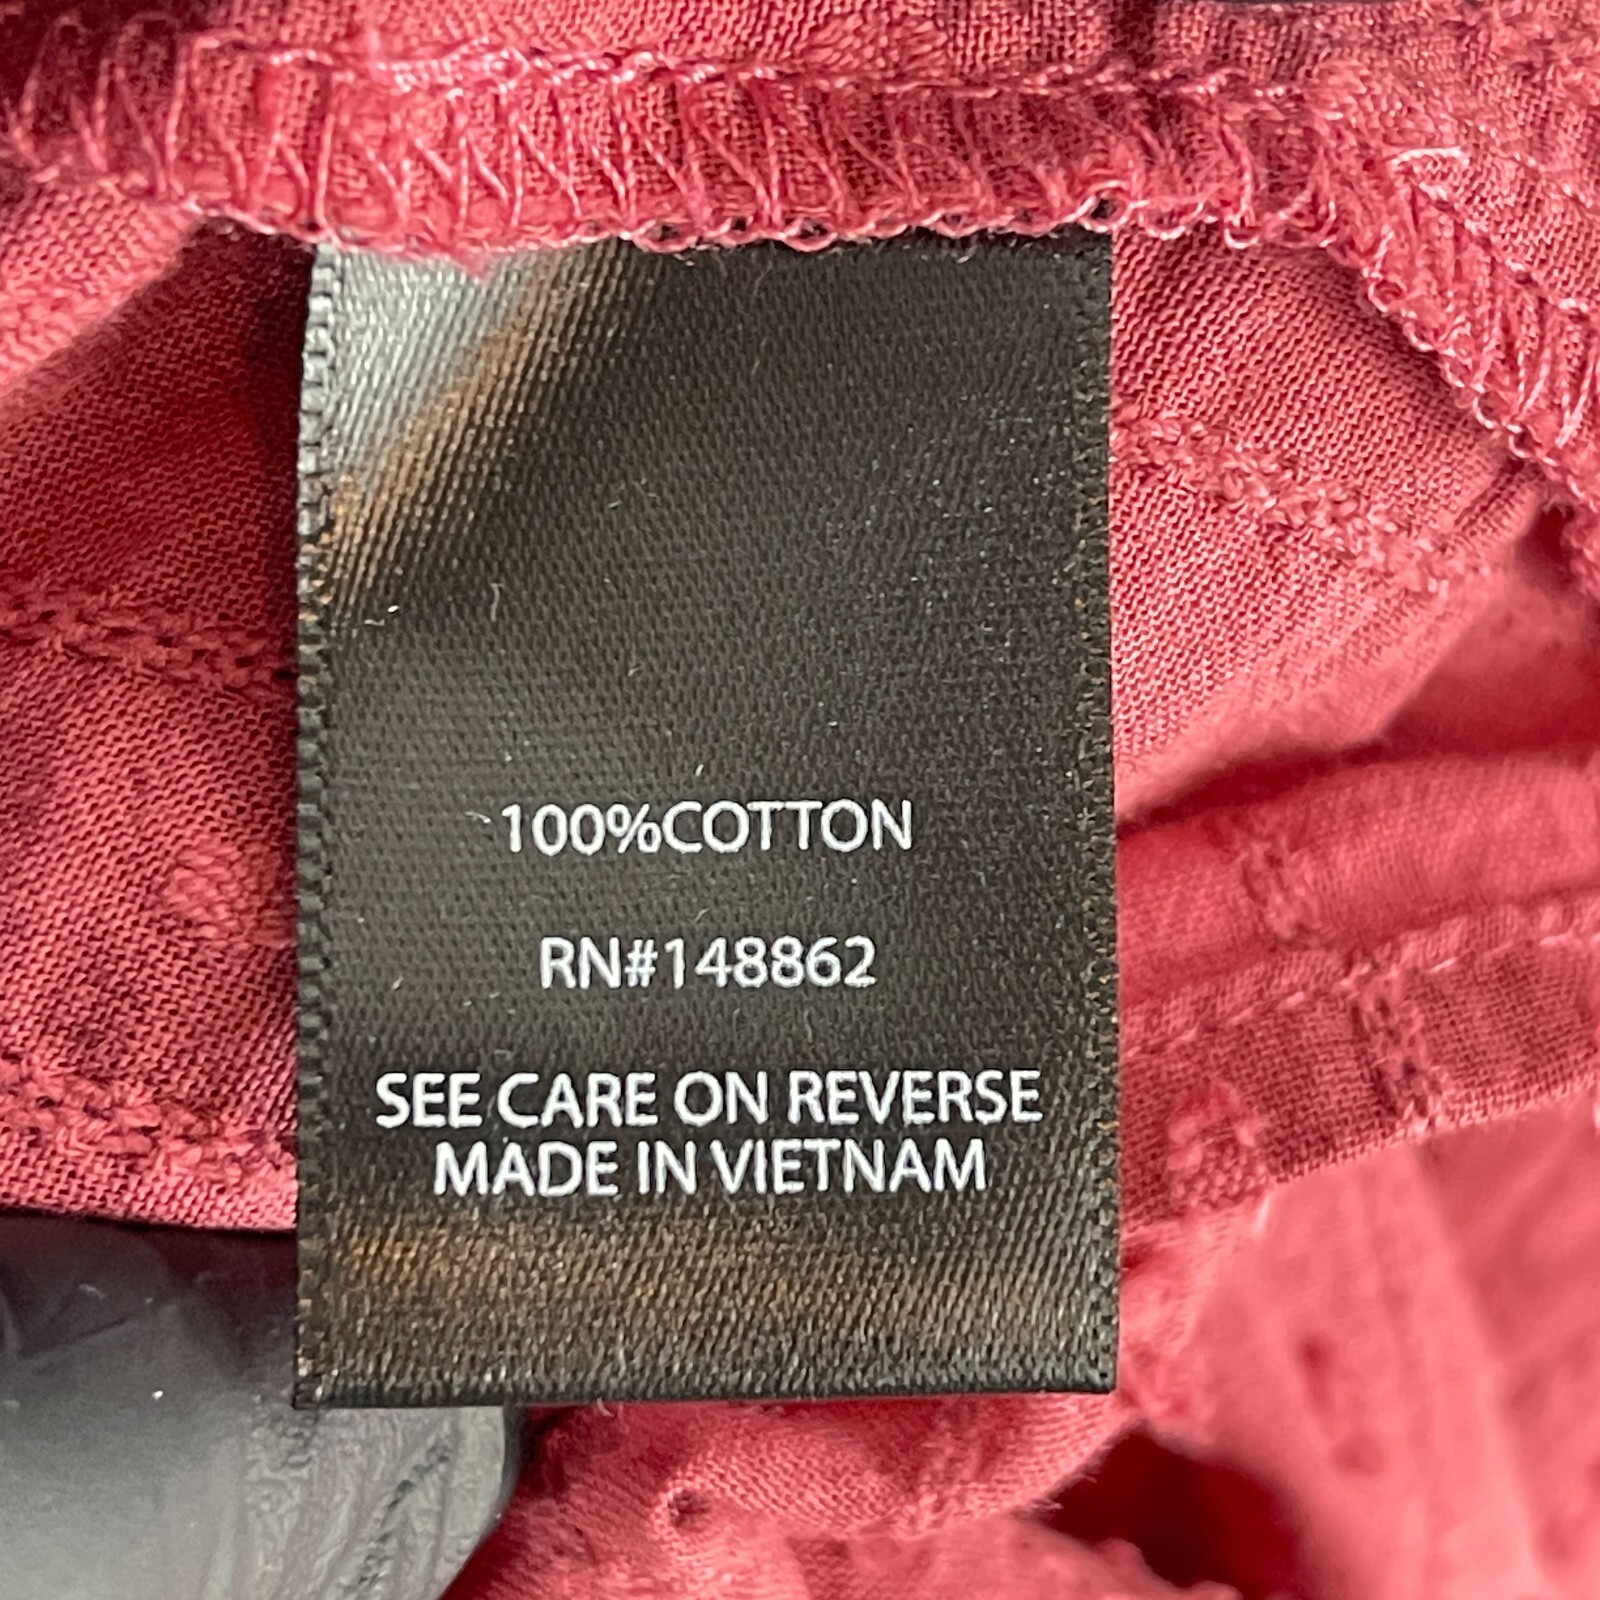 100%COTTON
RN#148862
SEE CARE ON REVERSE
MADE IN VIETNAM